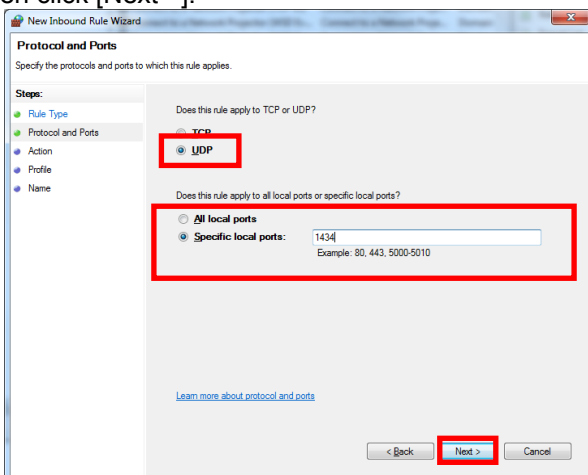 on click [Next >].
New Inbound Rule Wizard
Protocol and Ports
Specify the protocols and ports to which this rule applies.
Steps:
Rule Type
Protocol and Ports
Action
Profile
Name
Does this rule apply to TCP or UDP?
TCP
UDP
Does this rule apply to all local ports or specific local ports?
All local ports
Specific local ports:
1434
Example: 80, 443, 5000-5010
Learn more about protocol and ports
< Back
Next >
Cancel